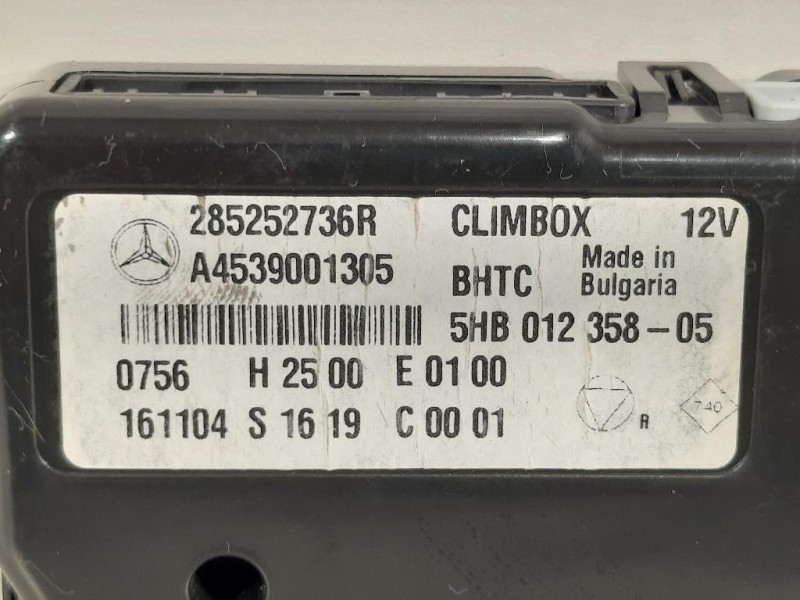 285252736R CLIMBOX 12V
A4539001305 BHTC Made in Bulgaria
5HB 012 358-05
0756 H 25 00 E 01 00
161104 S 16 19 C 00 01
R
740